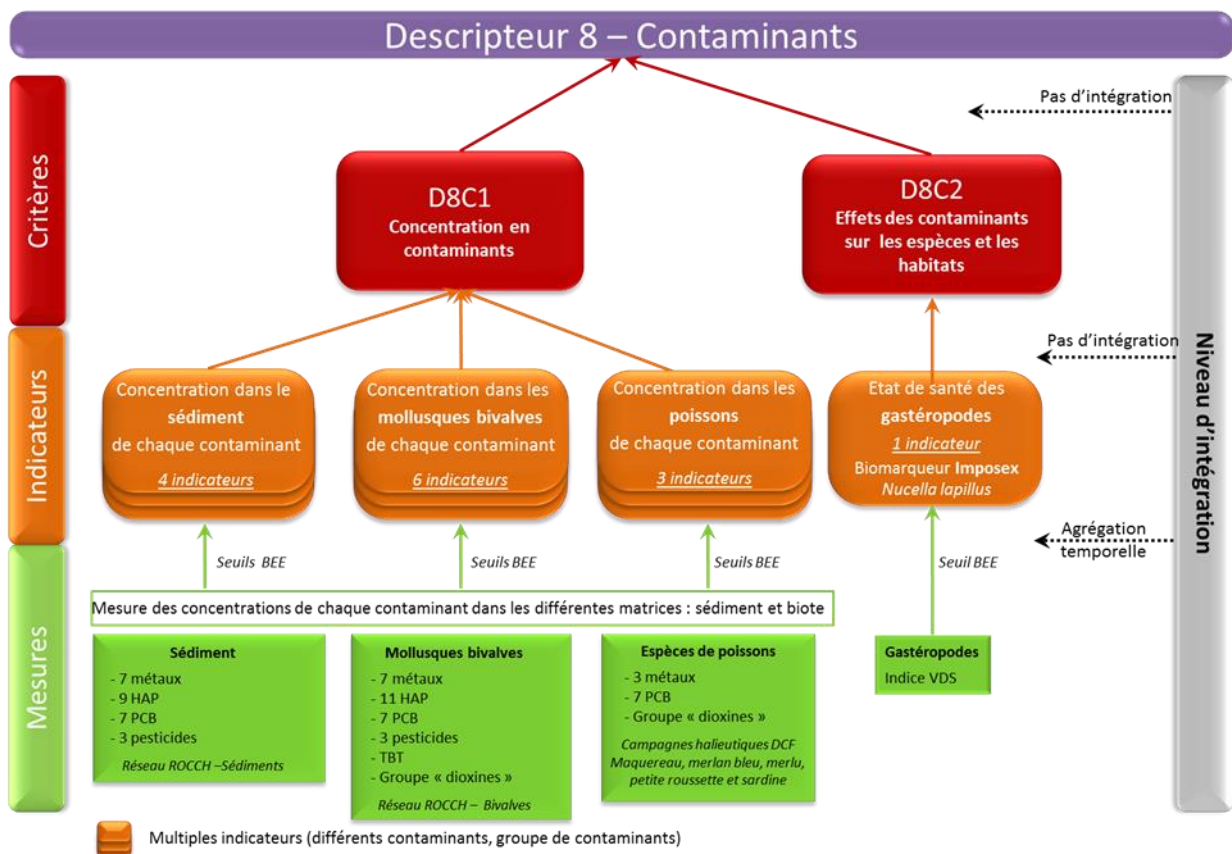 Descripteur 8 – Contaminants
Critères
Pas d'intégration
D8C1
Concentration en
contaminants
D8C2
Effets des contaminants
sur les espèces et les
habitats
Niveau d'intégration
Indicateurs
Pas d'intégration
Concentration dans le
sédiment
de chaque contaminant
4 indicateurs
Concentration dans les
mollusques bivalves
de chaque contaminant
6 indicateurs
Concentration dans les
poissons
de chaque contaminant
3 indicateurs
Etat de santé des
gastéropodes
1 indicateur
Biomarqueur Imposex
Nucella lapillus
Agrégation
temporelle
Mesures
Seuils BEE
Seuils BEE
Seuils BEE
Seuil BEE
Mesure des concentrations de chaque contaminant dans les différentes matrices : sédiment et biote
Sédiment
- 7 métaux
- 9 HAP
- 7 PCB
- 3 pesticides
Réseau ROCCH –Sédiments
Mollusques bivalves
- 7 métaux
- 11 HAP
- 7 PCB
- 3 pesticides
- TBT
- Groupe « dioxines »
Réseau ROCCH – Bivalves
Espèces de poissons
- 3 métaux
- 7 PCB
- Groupe « dioxines »
Campagnes halieutiques DCF
Maquereau, merlan bleu, merlu,
petite roussette et sardine
Gastéropodes
Indice VDS
Multiples indicateurs (différents contaminants, groupe de contaminants)